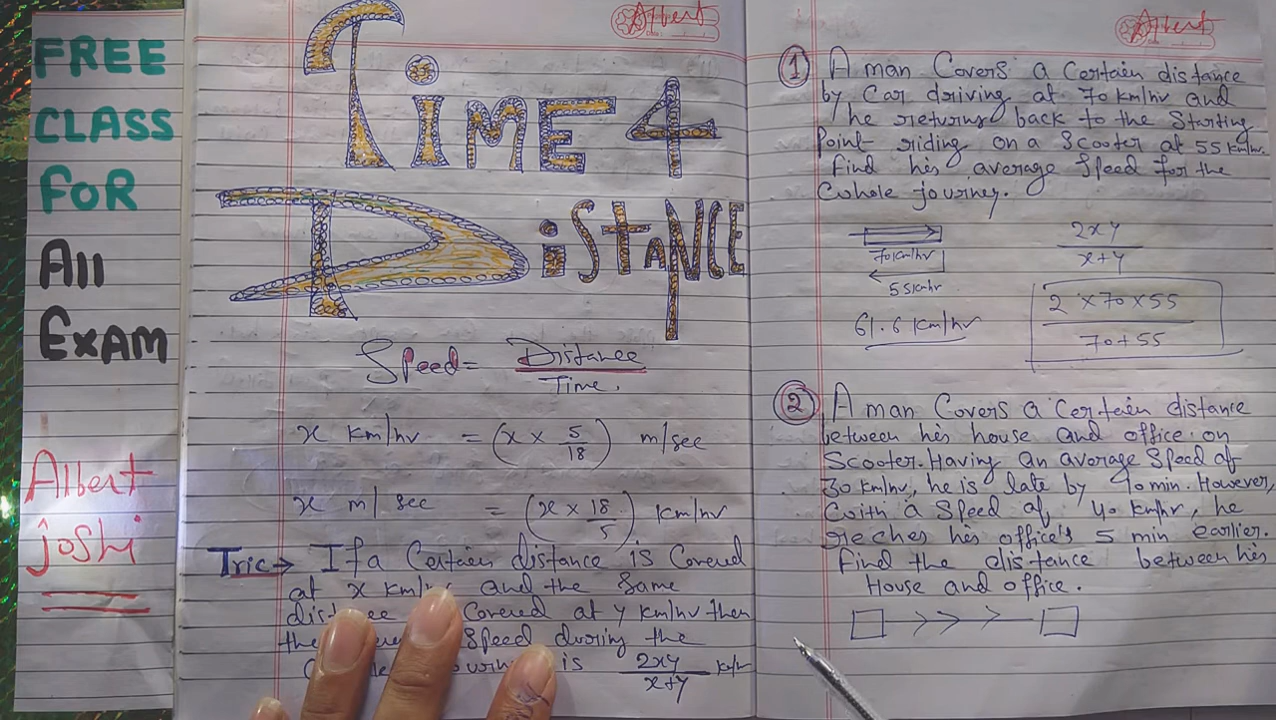 FREE
CLASS
FOR
All
ExAM
Albert
joshi
TimE 4
DiStANCE
Speed = Distance
Time.
x km/hr = (x × 5/18) m/sec
x m/sec = (x × 18/5) km/hr
Tric→ If a Certain distance is Covered
at x km/hr and the Same
Covered at y km/hr then
the Speed during the
is 2xy/x+y km/hr
Albert
Albert
1 A man Covers a Certain distance
by Car driving at 70 km/hr and
he returns back to the Starting
Point riding on a Scooter at 55 km/hr.
find his average Speed for the
whole journey.
70km/hr
55km/hr
61.6 km/hr
2xy
x+y
2 × 70 × 55
70 + 55
2 A man Covers a Certain distance
between his house and office on
Scooter. Having an average Speed of
30 km/hr, he is late by 10 min. However,
with a Speed of 40 km/hr, he
reches his office's 5 min earlier.
find the distance between his
House and office.